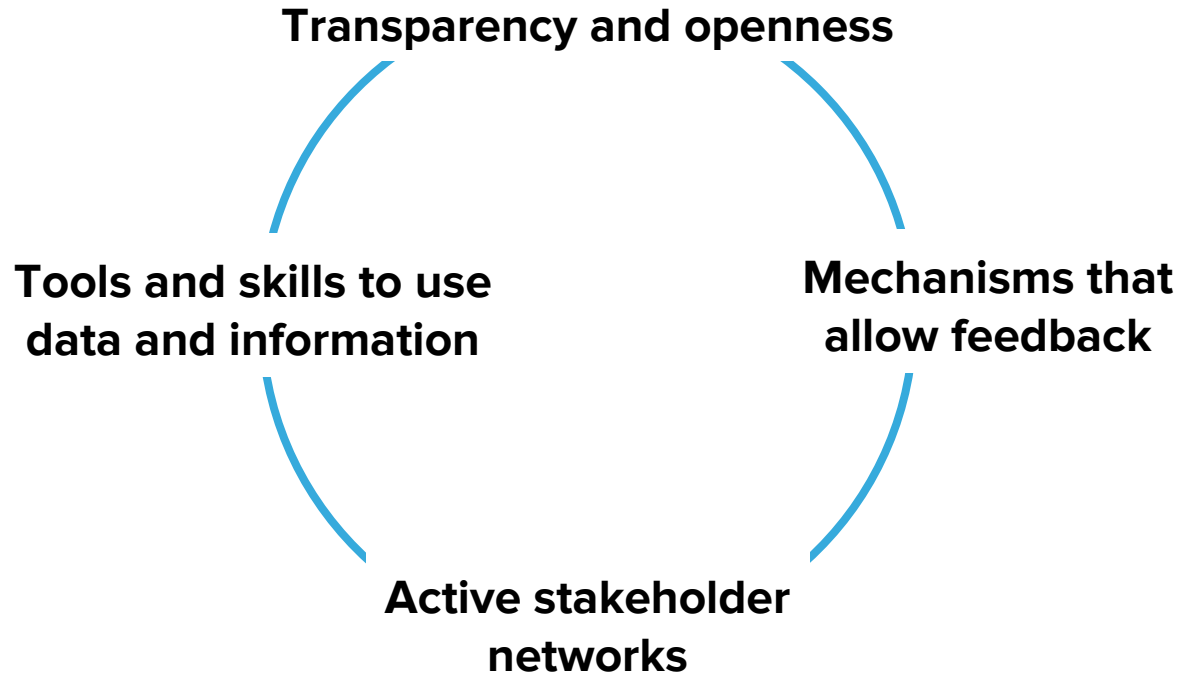 Transparency and openness
Tools and skills to use
data and information
Mechanisms that
allow feedback
Active stakeholder
networks